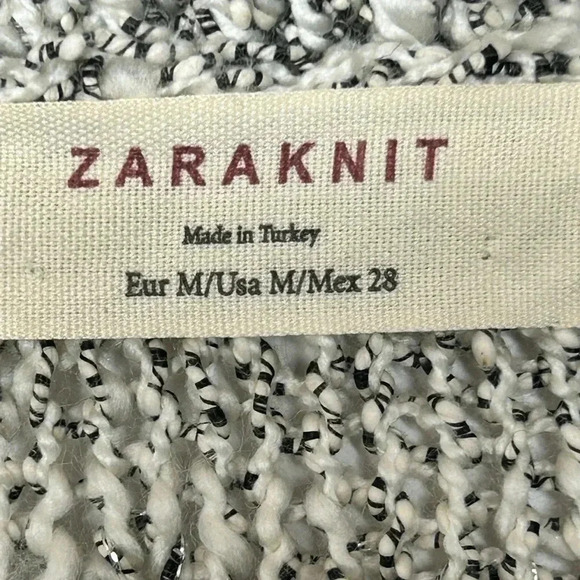 ZARAKNIT
Made in Turkey
Eur M/Usa M/Mex 28